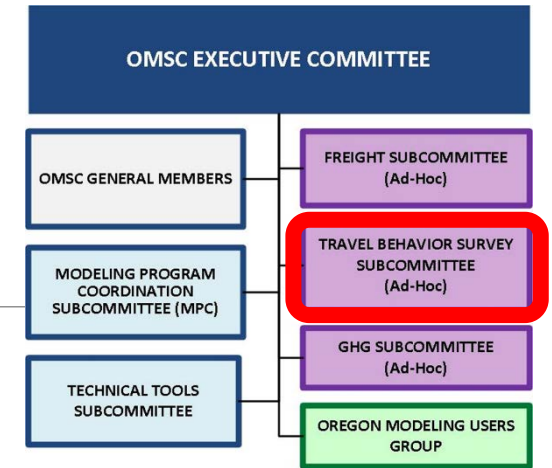 OMSC EXECUTIVE COMMITTEE
OMSC GENERAL MEMBERS
MODELING PROGRAM
COORDINATION
SUBCOMMITTEE (MPC)
TECHNICAL TOOLS
SUBCOMMITTEE
FREIGHT SUBCOMMITTEE
(Ad-Hoc)
TRAVEL BEHAVIOR SURVEY
SUBCOMMITTEE
(Ad-Hoc)
GHG SUBCOMMITTEE
(Ad-Hoc)
OREGON MODELING USERS
GROUP